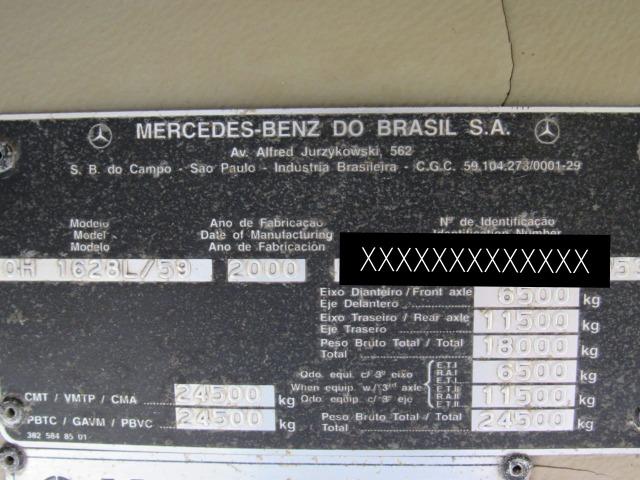 MERCEDES-BENZ DO BRASIL S.A.
Av. Alfred Jurzykowski, 562
S. B. do Campo - Sao Paulo - Industria Brasileira - C.G.C. 59.104.273/0001-29
Modelo Ano de Fabricação Nº de Identificação
Model Date of Manufacturing Identification Number
Modelo Ano de Fabricación
OH 1628L/59 2000 XXXXXXXXXXXXX
Eixo Dianteiro / Front axle 6500 kg
Eje Delantero
Eixo Traseiro / Rear axle 11500 kg
Eje Trasero
Peso Bruto Total / Total 18000 kg
Total
Qdo. equi. c/ 3º eixo E.T.I 6500 kg
R.A.I
E.T.I
When equip. w/ 3rd axle E.T.II 11500 kg
Qdo. equip. c/ 3º eje R.A.II
E.T.II
CMT / VMTP / CMA 24500 kg
PBTC / GAVM / PBVC 24500 kg
Peso Bruto Total / Total 24500 kg
Total
382 584 85 01